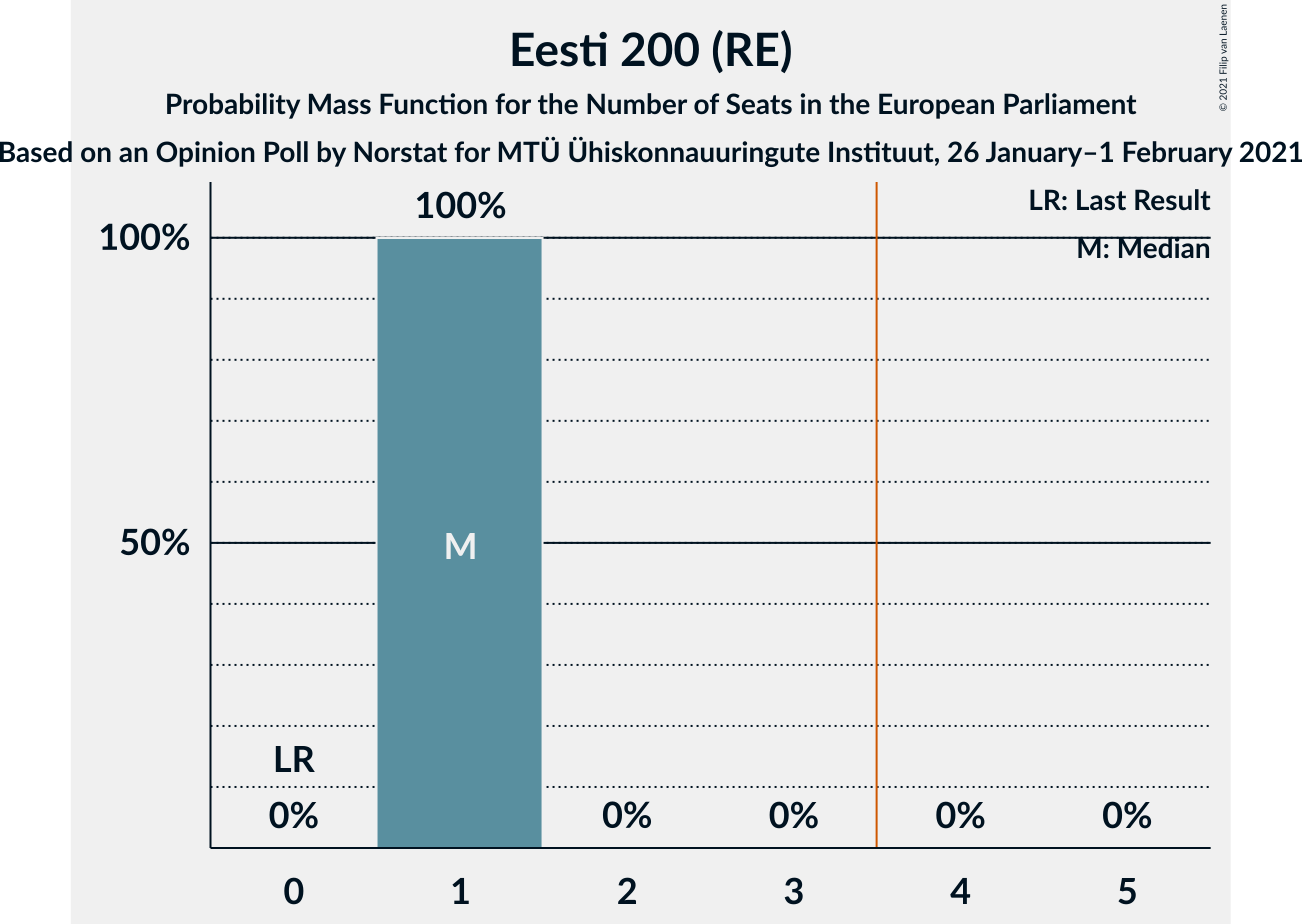 Eesti 200 (RE)
Probability Mass Function for the Number of Seats in the European Parliament
Based on an Opinion Poll by Norstat for MTÜ Ühiskonnauuringute Instituut, 26 January–1 February 2021
© 2021 Filip van Laenen
LR: Last Result
M: Median
100%
100%
50%
M
LR
0%
0%
0%
0%
0%
0
1
2
3
4
5